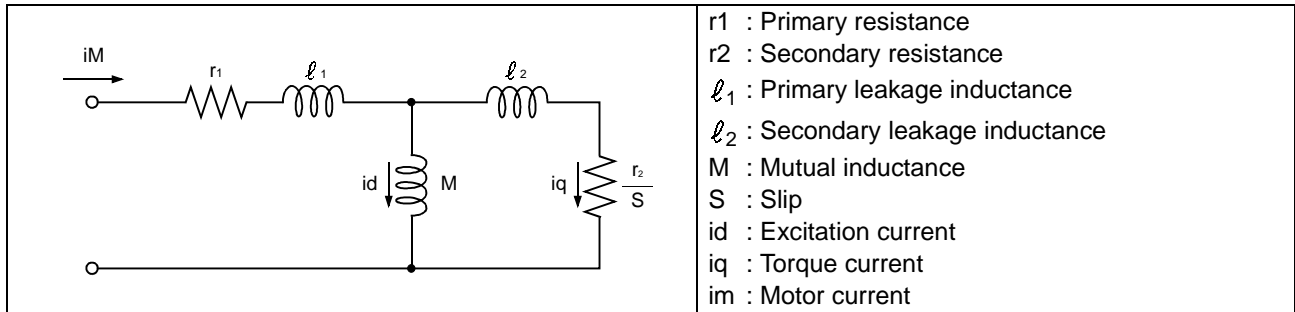 iM
r1
ℓ1
ℓ2
id
M
iq
r2
S
r1 : Primary resistance
r2 : Secondary resistance
ℓ1 : Primary leakage inductance
ℓ2 : Secondary leakage inductance
M : Mutual inductance
S : Slip
id : Excitation current
iq : Torque current
im : Motor current